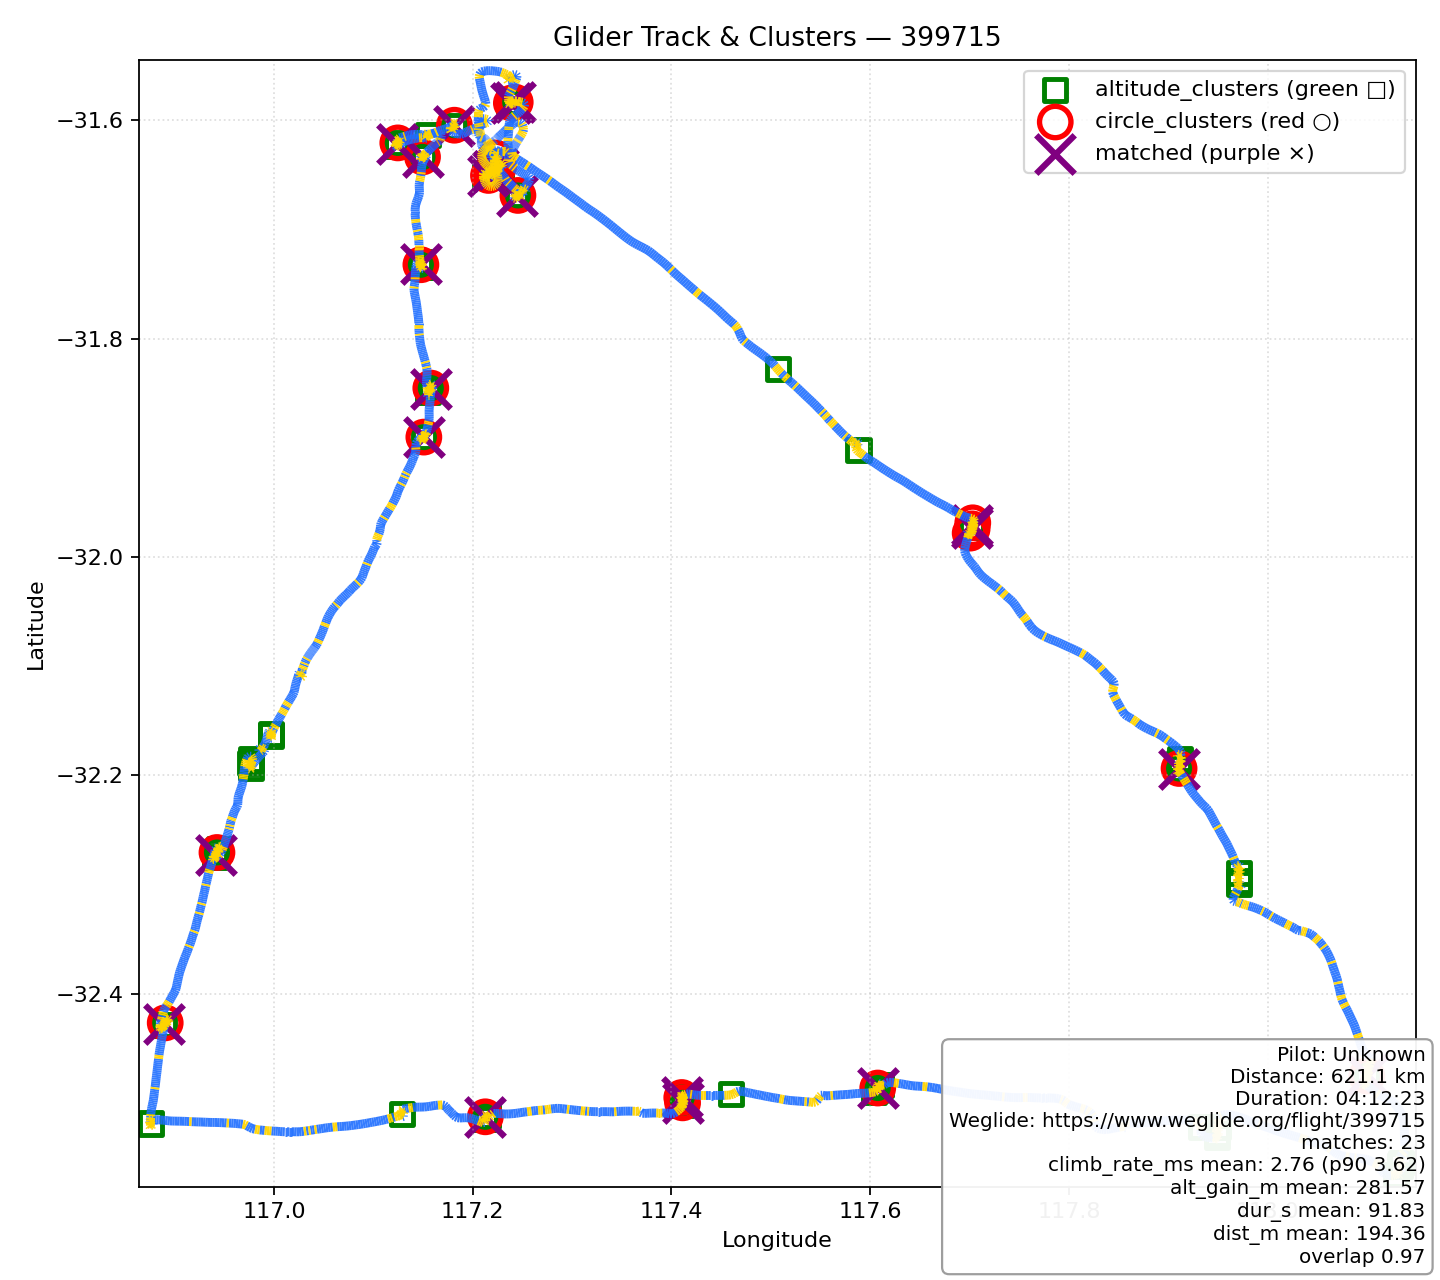 Glider Track & Clusters — 399715
altitude_clusters (green □)
circle_clusters (red ○)
matched (purple ×)
Latitude
−31.6
−31.8
−32.0
−32.2
−32.4
117.0
117.2
117.4
117.6
117.8
Longitude
Pilot: Unknown
Distance: 621.1 km
Duration: 04:12:23
Weglide: https://www.weglide.org/flight/399715
matches: 23
climb_rate_ms mean: 2.76 (p90 3.62)
alt_gain_m mean: 281.57
dur_s mean: 91.83
dist_m mean: 194.36
overlap 0.97